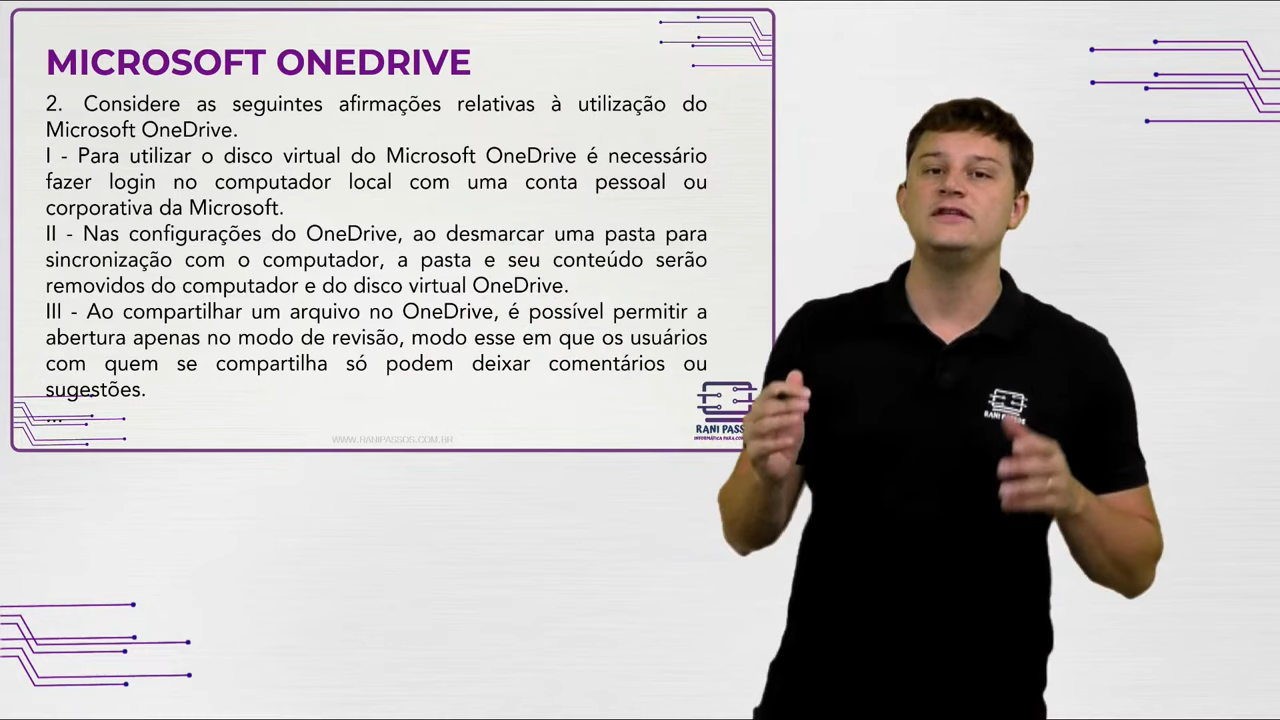 MICROSOFT ONEDRIVE
2. Considere as seguintes afirmações relativas à utilização do
Microsoft OneDrive.
I - Para utilizar o disco virtual do Microsoft OneDrive é necessário
fazer login no computador local com uma conta pessoal ou
corporativa da Microsoft.
II - Nas configurações do OneDrive, ao desmarcar uma pasta para
sincronização com o computador, a pasta e seu conteúdo serão
removidos do computador e do disco virtual OneDrive.
III - Ao compartilhar um arquivo no OneDrive, é possível permitir a
abertura apenas no modo de revisão, modo esse em que os usuários
com quem se compartilha só podem deixar comentários ou
sugestões.
...
WWW.RANIPASSOS.COM.BR
RANI PASS
INFORMÁTICA PARA
RANI PASSOS